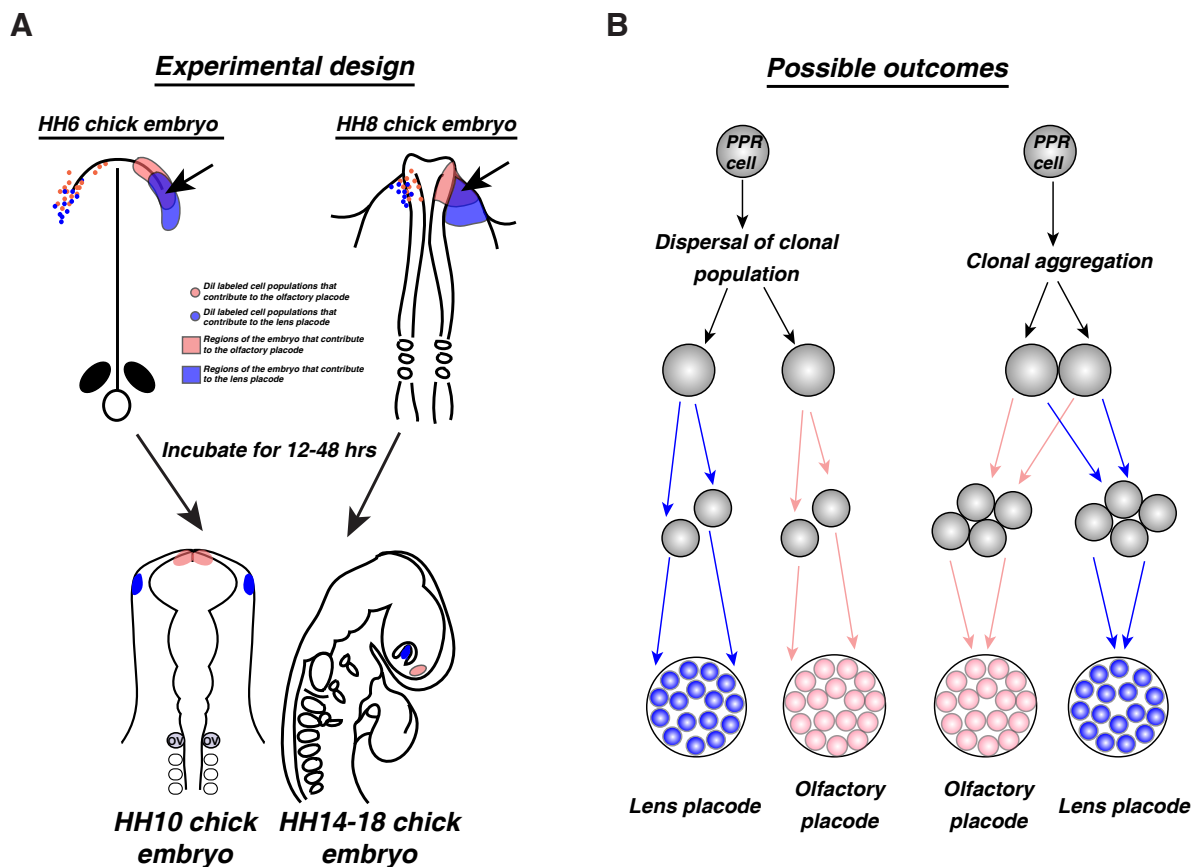 A
Experimental design
HH6 chick embryo
HH8 chick embryo
DiI labeled cell populations that
contribute to the olfactory placode
DiI labeled cell populations that
contribute to the lens placode
Regions of the embryo that contribute
to the olfactory placode
Regions of the embryo that contribute
to the lens placode
Incubate for 12-48 hrs
OV
OV
HH10 chick
embryo
HH14-18 chick
embryo
B
Possible outcomes
PPR
cell
PPR
cell
Dispersal of clonal
population
Clonal aggregation
Lens placode
Olfactory
placode
Olfactory
placode
Lens placode